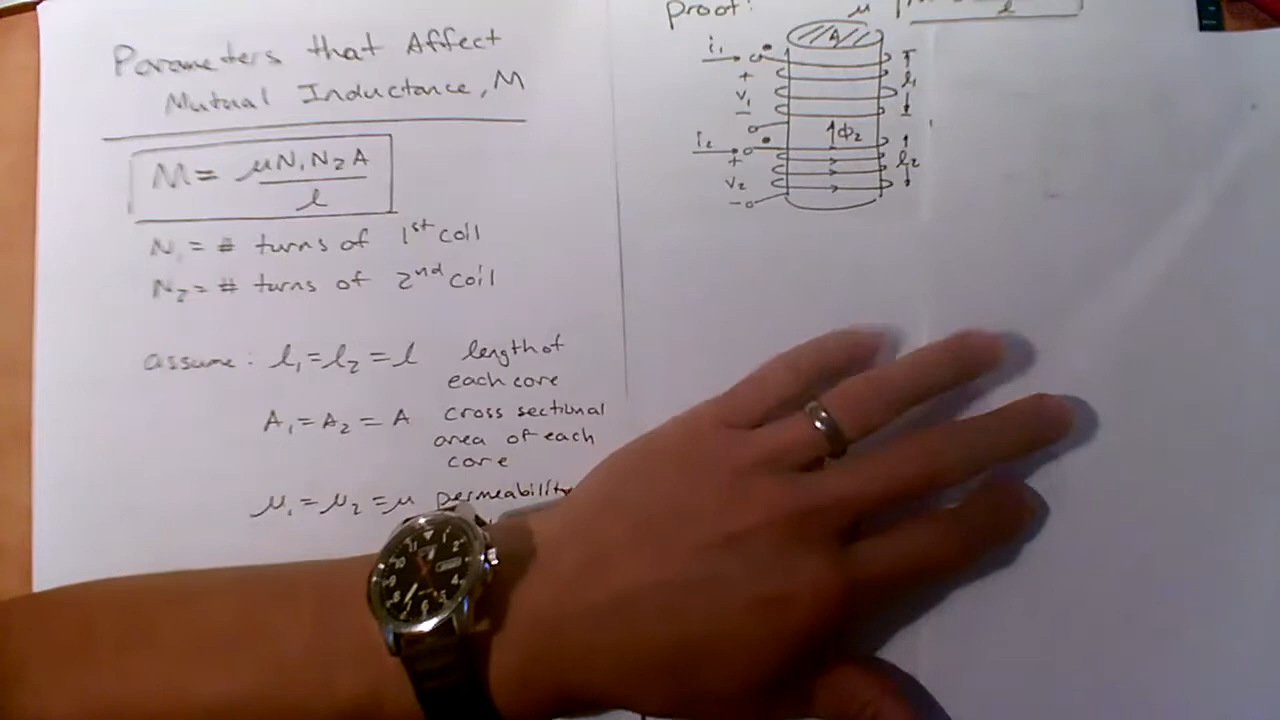 Parameters that Affect
Mutual Inductance, M
M = μN₁N₂A / l
N₁ = # turns of 1st coil
N₂ = # turns of 2nd coil
assume: l₁ = l₂ = l length of
each core
A₁ = A₂ = A cross sectional
area of each
core
μ₁ = μ₂ = μ permeability
Proof:
μ
A
i₁
+
V₁
-
l₁
ϕ₂
i₂
+
V₂
-
l₂
l